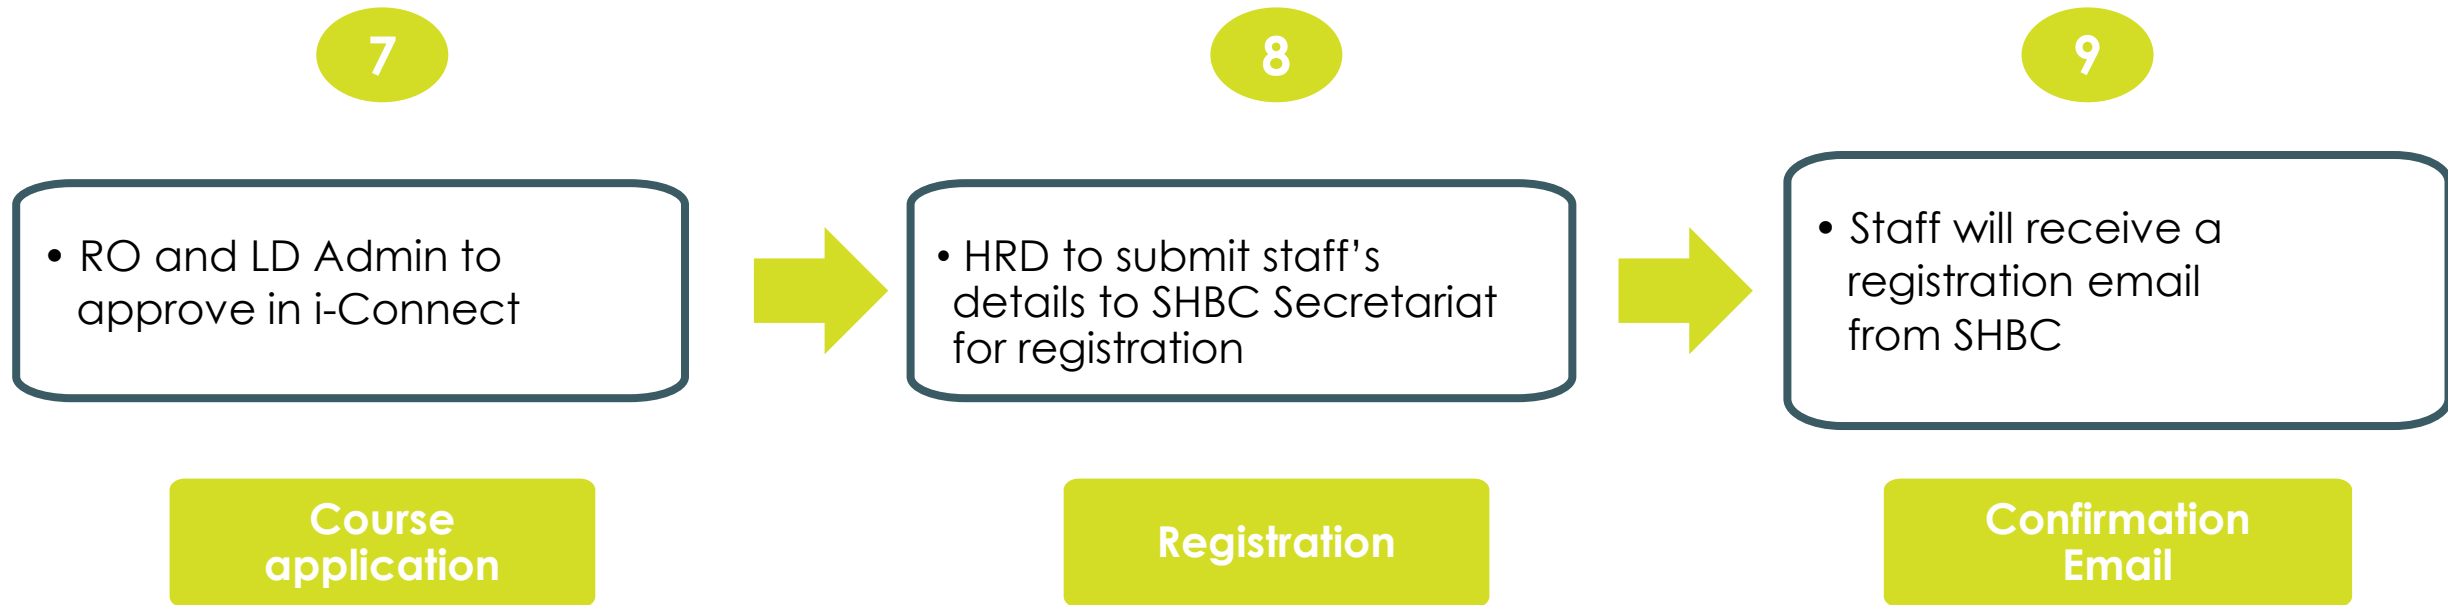 7
8
9
• RO and LD Admin to
approve in i-Connect
• HRD to submit staff’s
details to SHBC Secretariat
for registration
• Staff will receive a
registration email
from SHBC
Course
application
Registration
Confirmation
Email